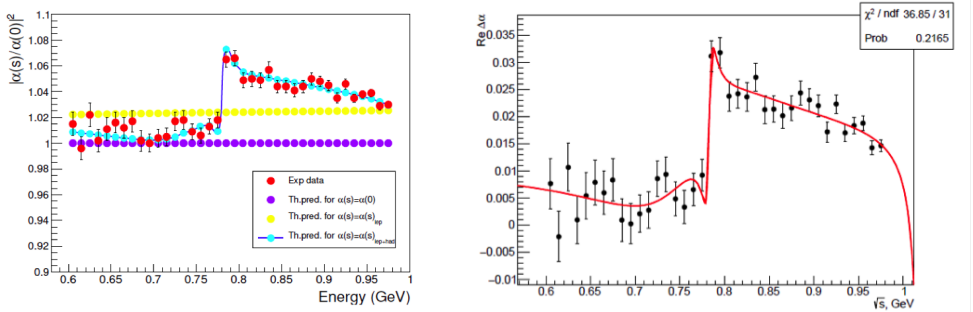 |α(s)/α(0)|²
1.1
1.08
1.06
1.04
1.02
1
0.98
0.96
0.94
0.92
0.9
Exp data
Th.pred. for α(s)=α(0)
Th.pred. for α(s)=α(s)lep
Th.pred. for α(s)=α(s)lep+had
0.6 0.65 0.7 0.75 0.8 0.85 0.9 0.95 1
Energy (GeV)
χ² / ndf 36.85 / 31
Prob 0.2165
Re Δα
0.035
0.03
0.025
0.02
0.015
0.01
0.005
0
−0.005
−0.01
0.6 0.65 0.7 0.75 0.8 0.85 0.9 0.95 1
√s, GeV